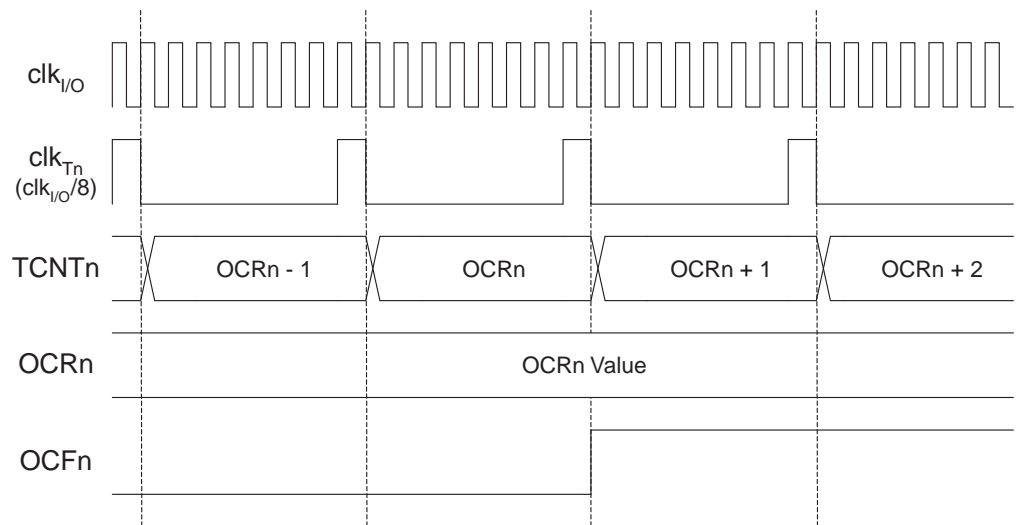 clkI/O
clkTn
(clkI/O/8)
TCNTn
OCRn - 1
OCRn
OCRn + 1
OCRn + 2
OCRn
OCRn Value
OCFn